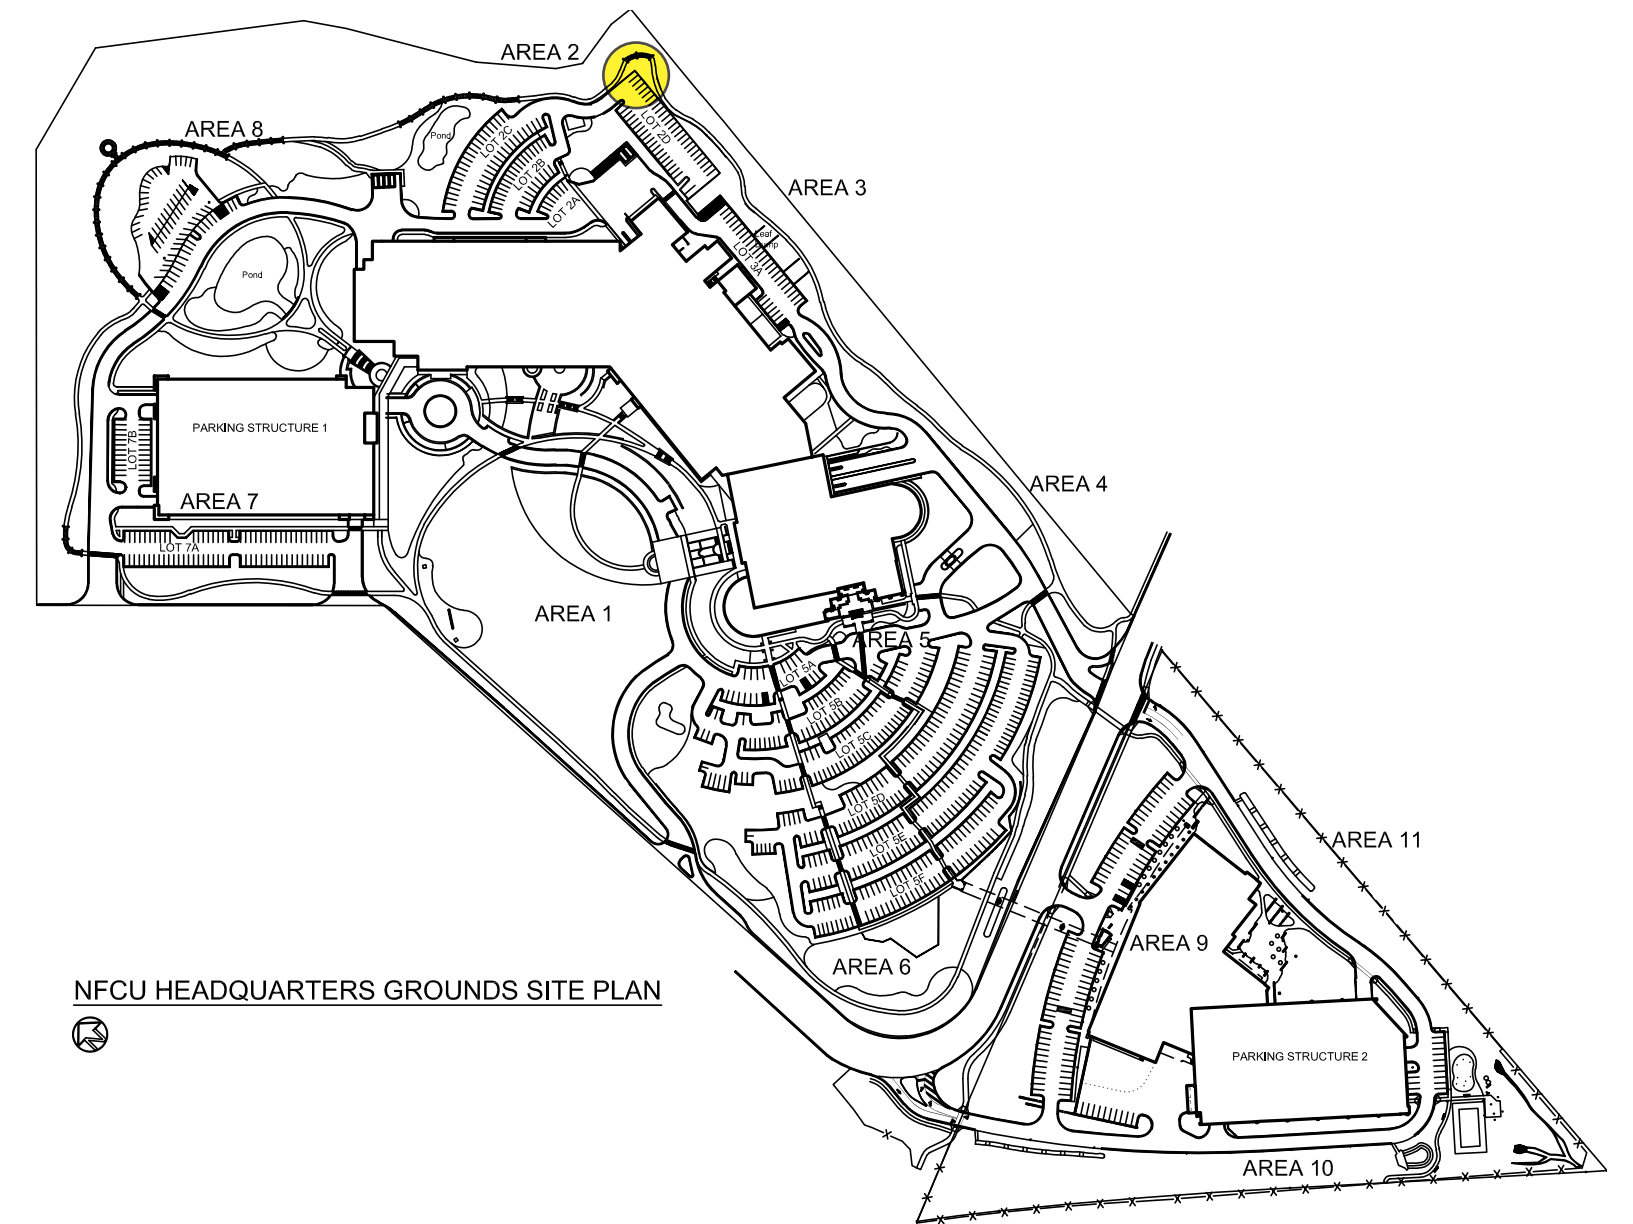 AREA 2
AREA 8
Pond
LOT 2C
LOT 2B
LOT 2A
LOT 2D
AREA 3
Leaf
LOT 3A
Pond
PARKING STRUCTURE 1
LOT 7B
AREA 7
LOT 7A
AREA 4
AREA 1
AREA 5
LOT 5A
LOT 5B
LOT 5C
LOT 5D
LOT 5E
LOT 5F
AREA 11
AREA 9
AREA 6
NFCU HEADQUARTERS GROUNDS SITE PLAN
PARKING STRUCTURE 2
AREA 10